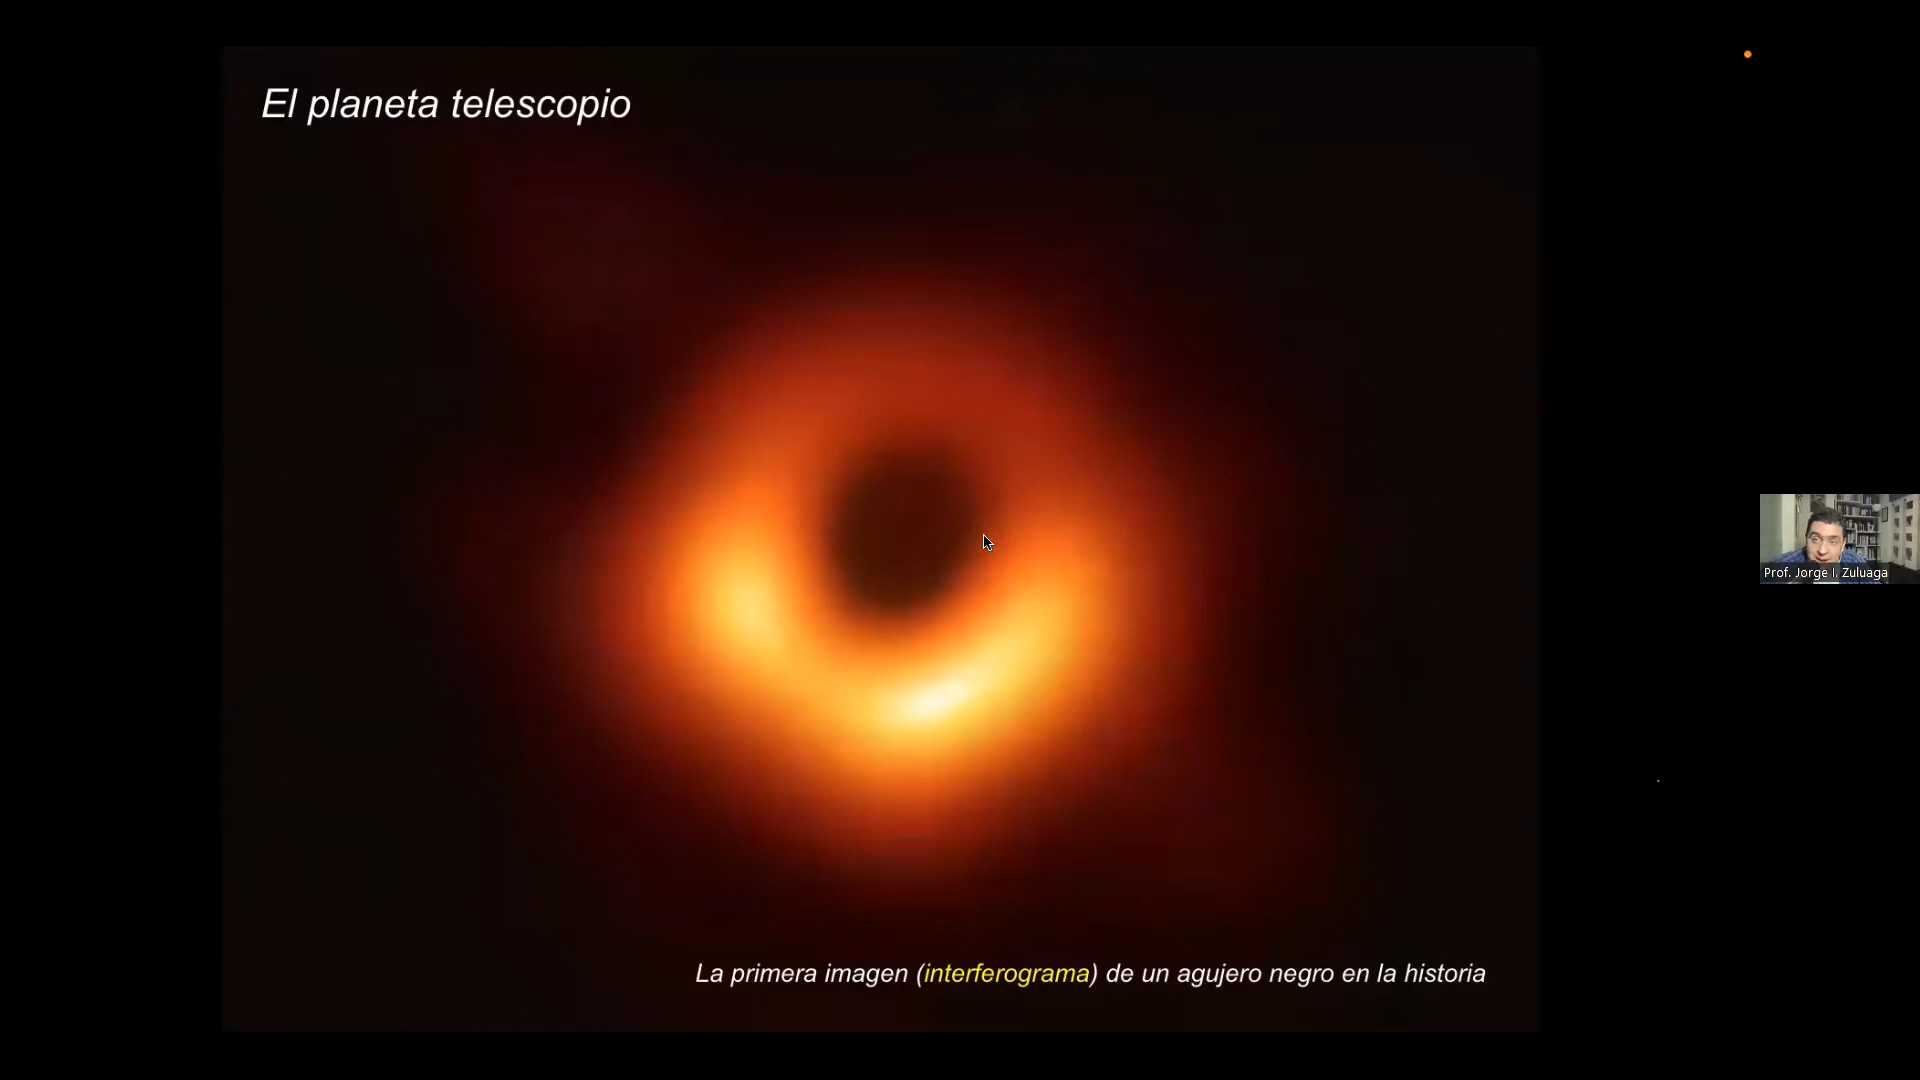 El planeta telescopio
Prof. Jorge I. Zuluaga
La primera imagen (interferograma) de un agujero negro en la historia